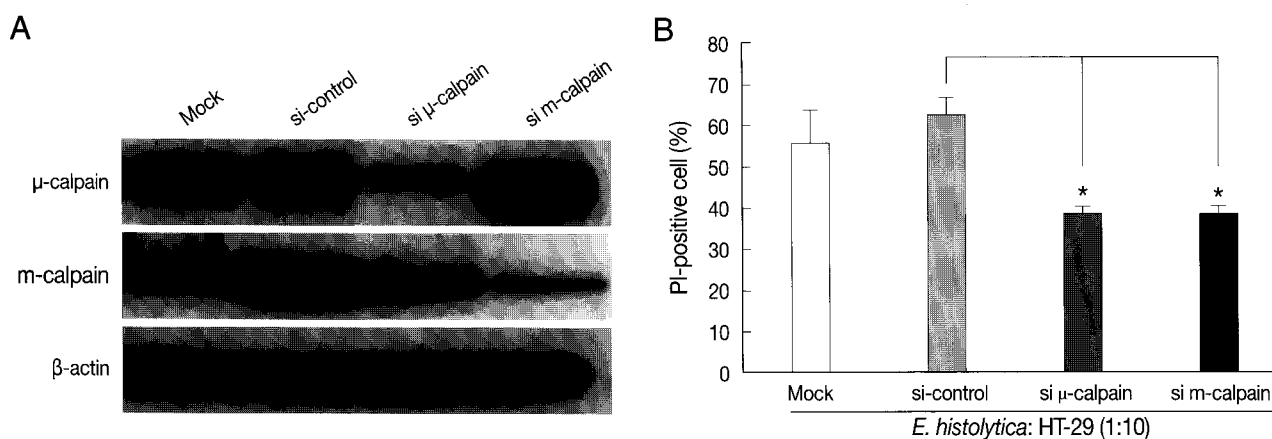 A
Mock
si-control
si μ-calpain
si m-calpain
μ-calpain
m-calpain
β-actin
B
PI-positive cell (%)
80
70
60
50
40
30
20
10
0
*
*
Mock
si-control
si μ-calpain
si m-calpain
E. histolytica: HT-29 (1:10)